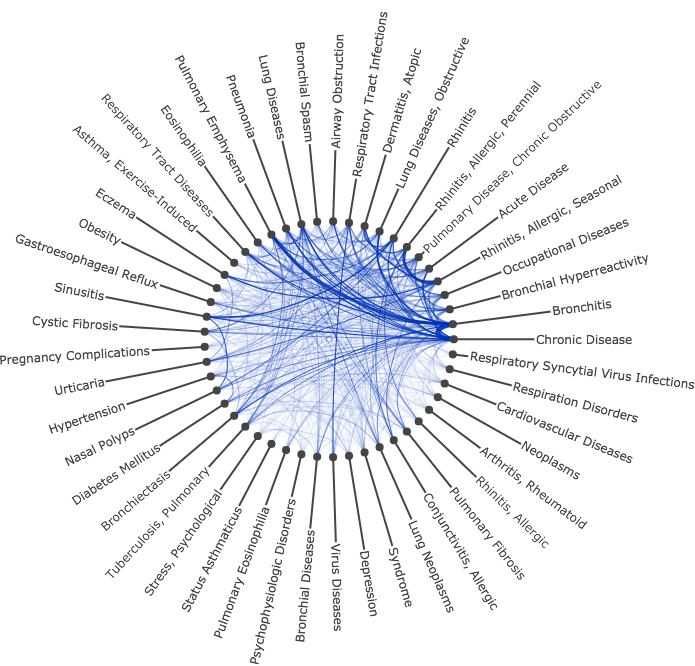 Airway Obstruction
Respiratory Tract Infections
Dermatitis, Atopic
Lung Diseases, Obstructive
Rhinitis
Rhinitis, Allergic, Perennial
Pulmonary Disease, Chronic Obstructive
Acute Disease
Rhinitis, Allergic, Seasonal
Occupational Diseases
Bronchial Hyperreactivity
Bronchitis
Chronic Disease
Respiratory Syncytial Virus Infections
Respiration Disorders
Cardiovascular Diseases
Neoplasms
Arthritis, Rheumatoid
Rhinitis, Allergic
Pulmonary Fibrosis
Conjunctivitis, Allergic
Lung Neoplasms
Syndrome
Depression
Virus Diseases
Bronchial Diseases
Psychophysiologic Disorders
Pulmonary Eosinophilia
Status Asthmaticus
Stress, Psychological
Tuberculosis, Pulmonary
Bronchiectasis
Diabetes Mellitus
Nasal Polyps
Hypertension
Urticaria
Pregnancy Complications
Cystic Fibrosis
Sinusitis
Gastroesophageal Reflux
Obesity
Eczema
Asthma, Exercise-Induced
Respiratory Tract Diseases
Eosinophilia
Pulmonary Emphysema
Pneumonia
Lung Diseases
Bronchial Spasm